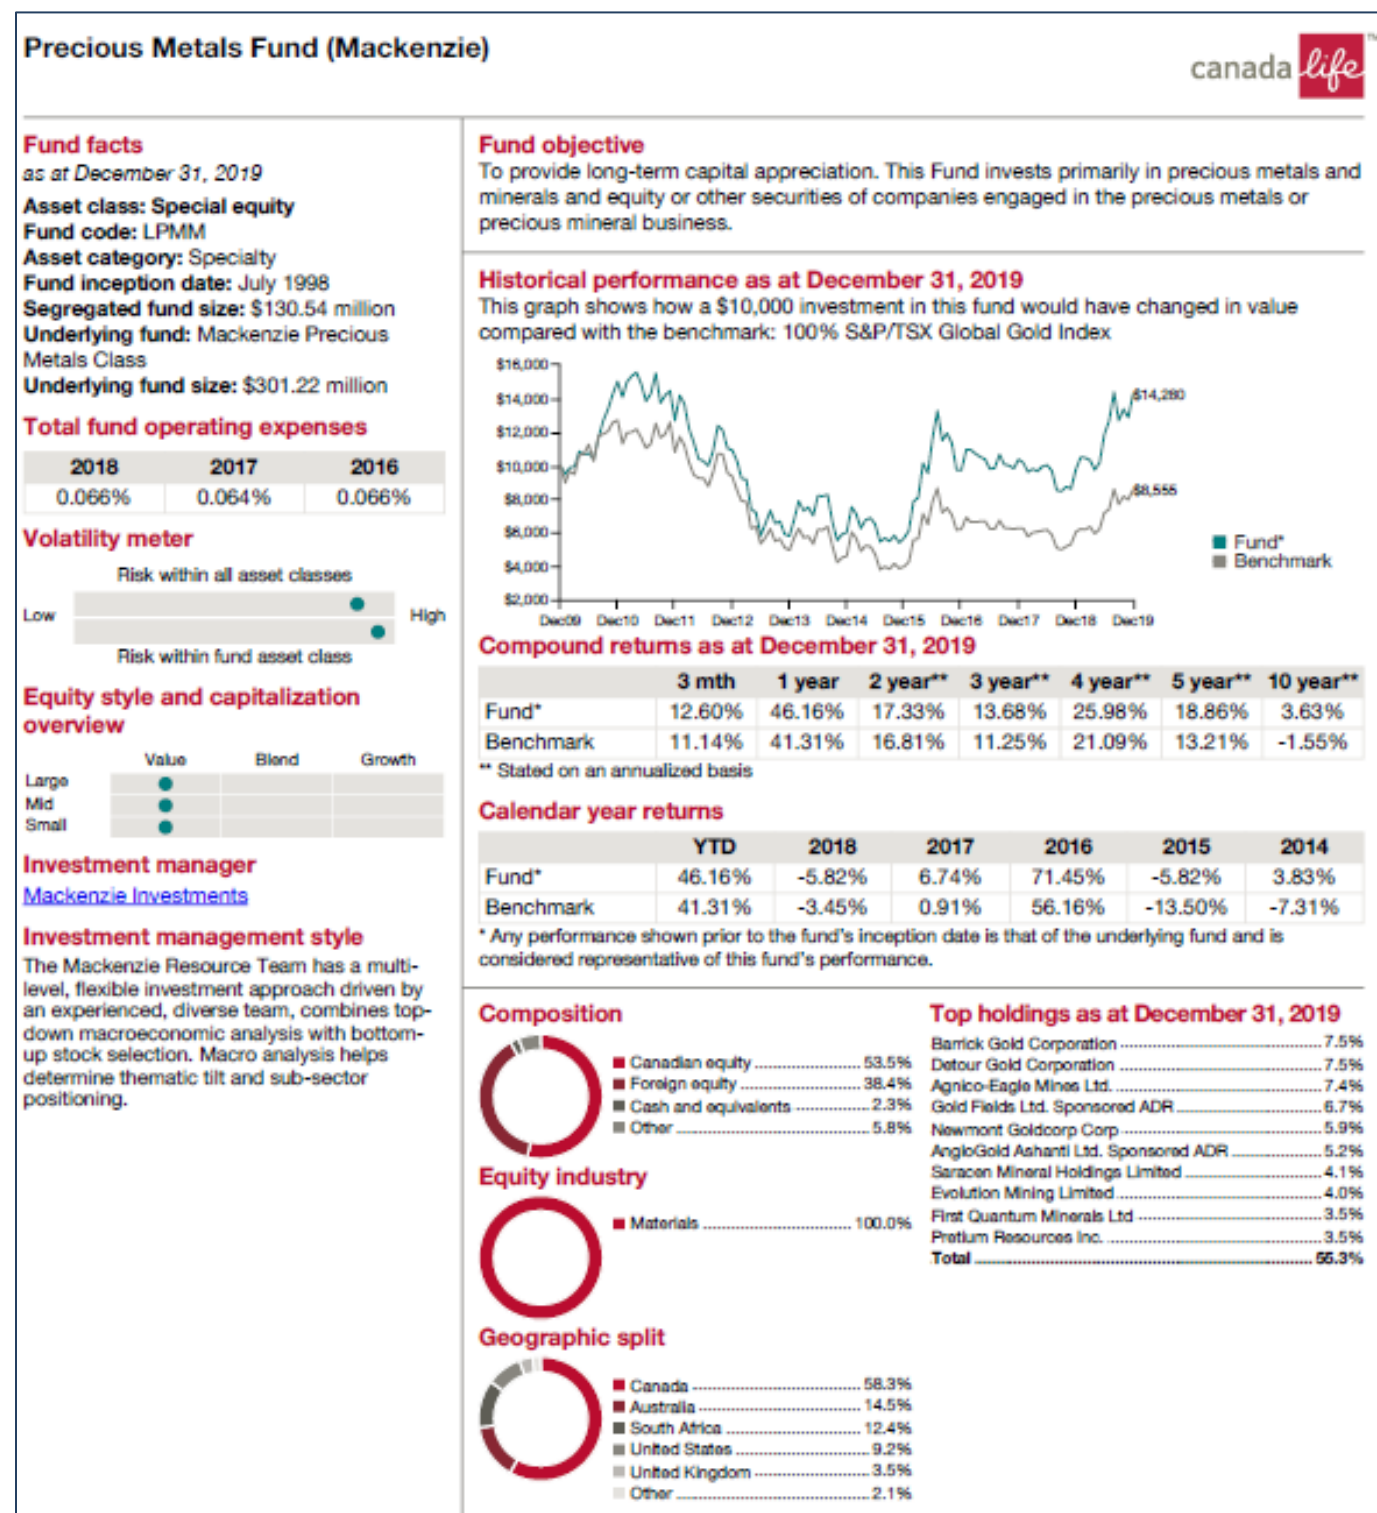 Precious Metals Fund (Mackenzie)
canada life
TM
Fund facts
as at December 31, 2019
Asset class: Special equity
Fund code: LPMM
Asset category: Specialty
Fund inception date: July 1998
Segregated fund size: $130.54 million
Underlying fund: Mackenzie Precious
Metals Class
Underlying fund size: $301.22 million
Total fund operating expenses
2018 2017 2016
0.066% 0.064% 0.066%
Volatility meter
Risk within all asset classes
Low High
Risk within fund asset class
Equity style and capitalization
overview
Value Blend Growth
Large
Mid
Small
Investment manager
Mackenzie Investments
Investment management style
The Mackenzie Resource Team has a multi-
level, flexible investment approach driven by
an experienced, diverse team, combines top-
down macroeconomic analysis with bottom-
up stock selection. Macro analysis helps
determine thematic tilt and sub-sector
positioning.
Fund objective
To provide long-term capital appreciation. This Fund invests primarily in precious metals and
minerals and equity or other securities of companies engaged in the precious metals or
precious mineral business.
Historical performance as at December 31, 2019
This graph shows how a $10,000 investment in this fund would have changed in value
compared with the benchmark: 100% S&P/TSX Global Gold Index
$16,000
$14,000
$12,000
$10,000
$8,000
$6,000
$4,000
$2,000
$14,280
$8,555
Fund*
Benchmark
Dec09 Dec10 Dec11 Dec12 Dec13 Dec14 Dec15 Dec16 Dec17 Dec18 Dec19
Compound returns as at December 31, 2019
3 mth 1 year 2 year** 3 year** 4 year** 5 year** 10 year**
Fund* 12.60% 46.16% 17.33% 13.68% 25.98% 18.86% 3.63%
Benchmark 11.14% 41.31% 16.81% 11.25% 21.09% 13.21% -1.55%
** Stated on an annualized basis
Calendar year returns
YTD 2018 2017 2016 2015 2014
Fund* 46.16% -5.82% 6.74% 71.45% -5.82% 3.83%
Benchmark 41.31% -3.45% 0.91% 56.16% -13.50% -7.31%
* Any performance shown prior to the fund's inception date is that of the underlying fund and is
considered representative of this fund's performance.
Composition
Canadian equity 53.5%
Foreign equity 38.4%
Cash and equivalents 2.3%
Other 5.8%
Equity industry
Materials 100.0%
Geographic split
Canada 58.3%
Australia 14.5%
South Africa 12.4%
United States 9.2%
United Kingdom 3.5%
Other 2.1%
Top holdings as at December 31, 2019
Barrick Gold Corporation 7.5%
Detour Gold Corporation 7.5%
Agnico-Eagle Mines Ltd. 7.4%
Gold Fields Ltd. Sponsored ADR 6.7%
Newmont Goldcorp Corp 5.9%
AngloGold Ashanti Ltd. Sponsored ADR 5.2%
Saracen Mineral Holdings Limited 4.1%
Evolution Mining Limited 4.0%
First Quantum Minerals Ltd 3.5%
Pretium Resources Inc. 3.5%
Total 55.3%